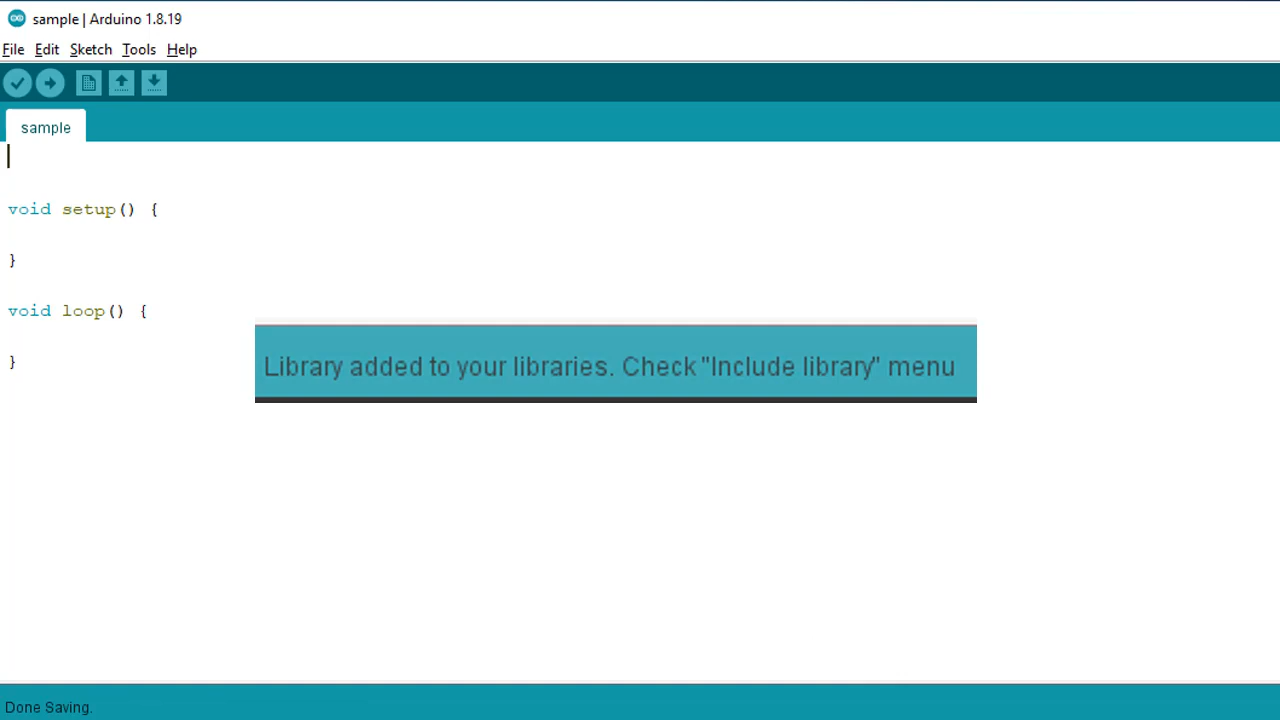 sample | Arduino 1.8.19
File Edit Sketch Tools Help
sample
void setup() {
}
void loop() {
}
Library added to your libraries. Check "Include library" menu
Done Saving.